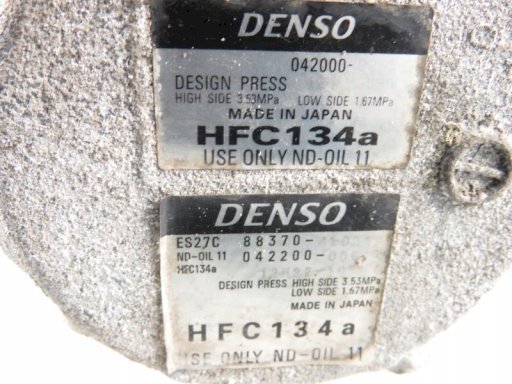 DENSO
042000-
DESIGN PRESS
HIGH SIDE 3.53MPa LOW SIDE 1.67MPa
MADE IN JAPAN
HFC134a
USE ONLY ND-OIL 11
DENSO
ES27C 88370-
ND-OIL 11 042200-
HFC134a
DESIGN PRESS HIGH SIDE 3.53MPa
LOW SIDE 1.67MPa
MADE IN JAPAN
HFC134a
USE ONLY ND-OIL 11